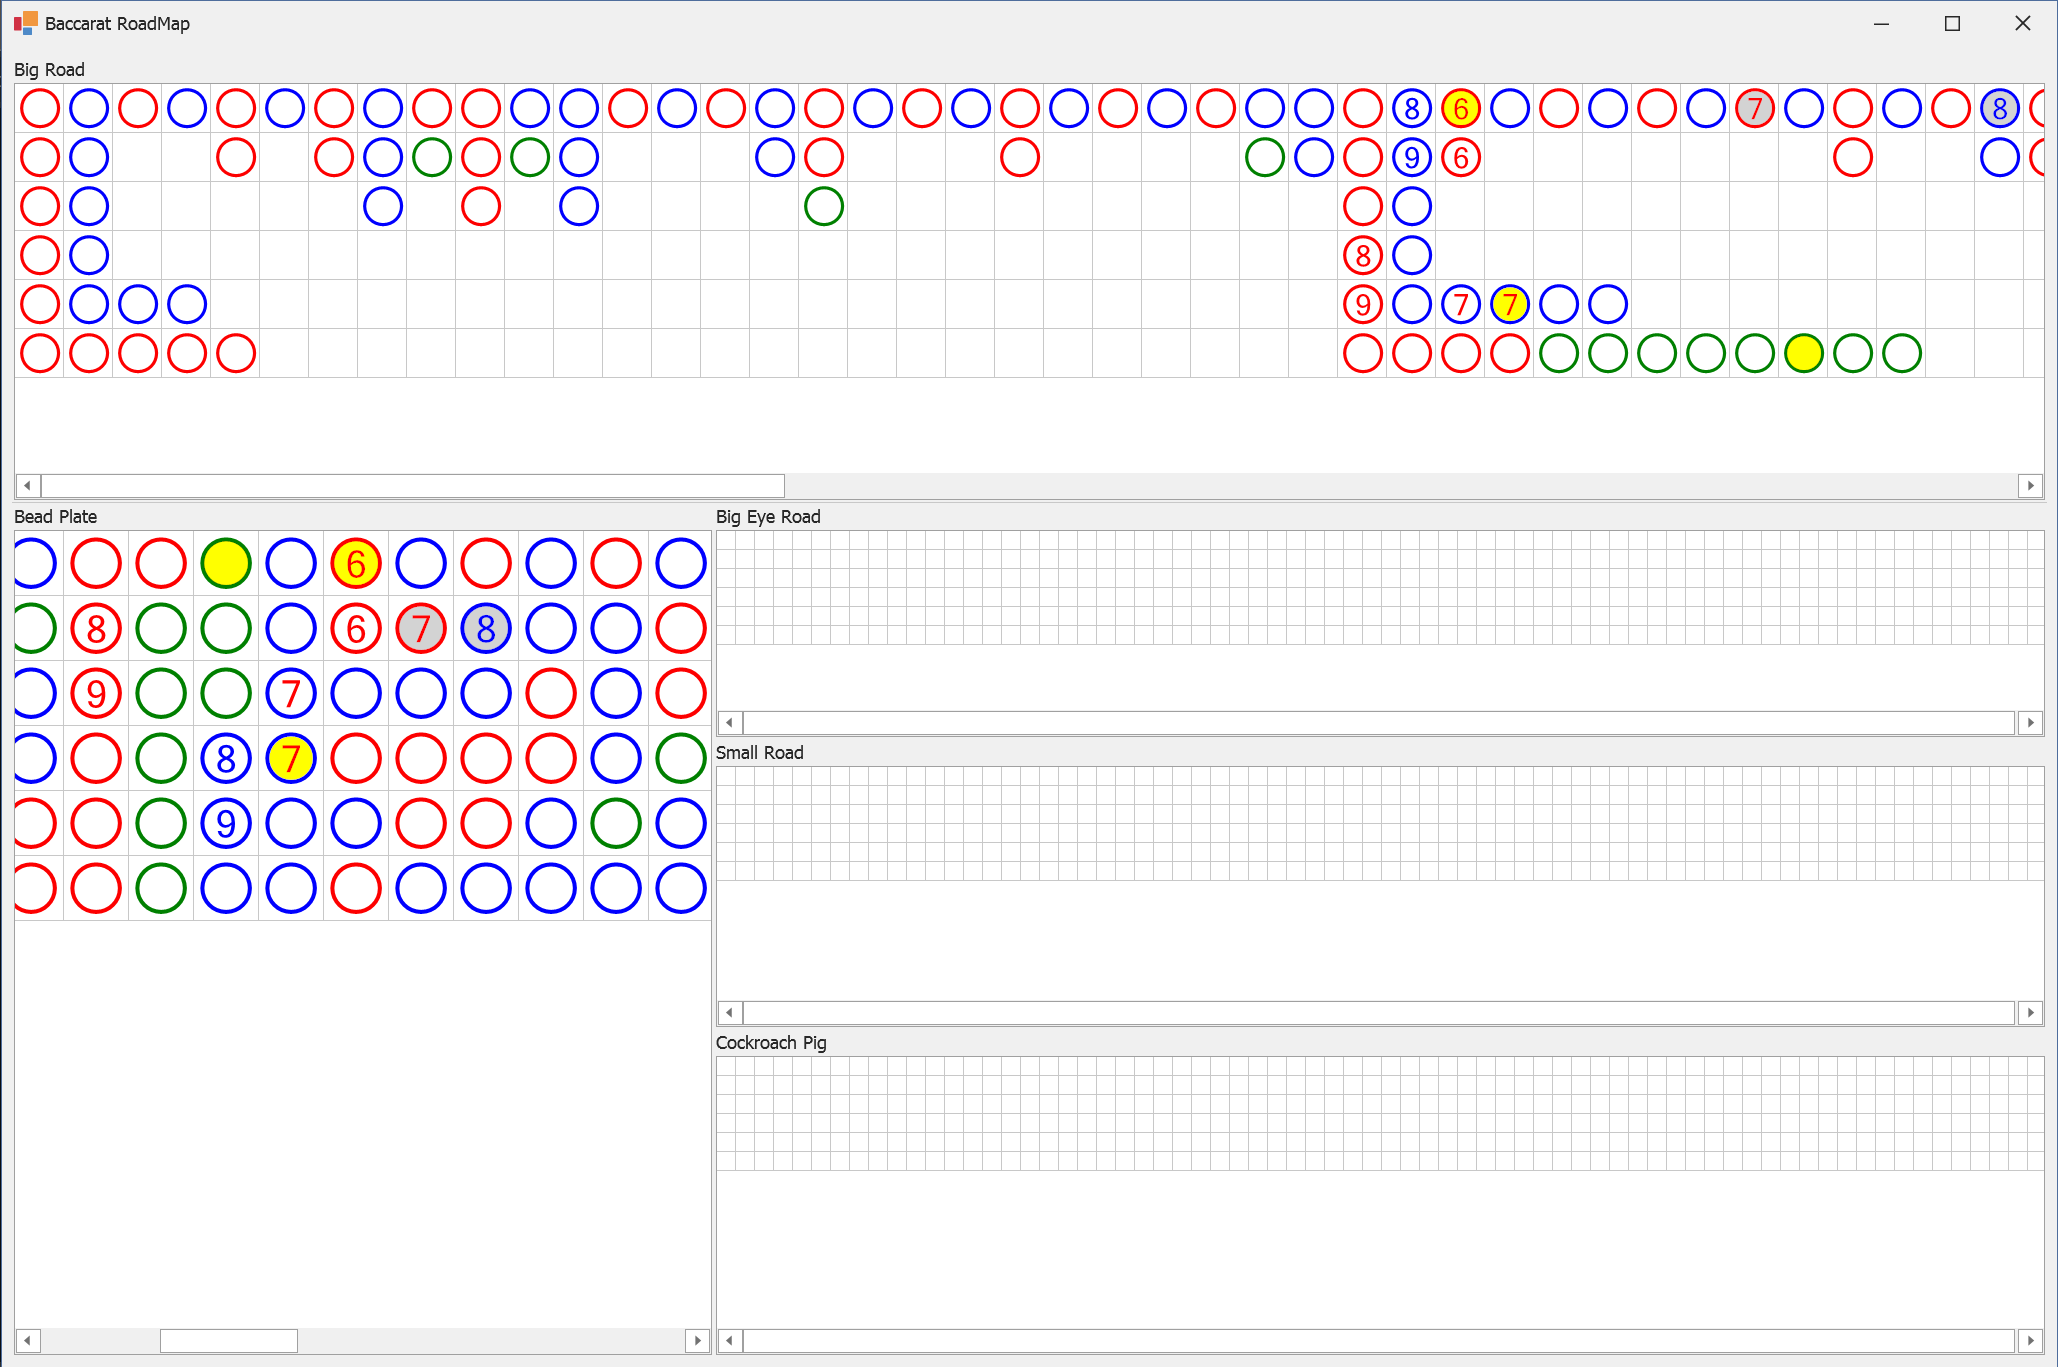 Baccarat RoadMap
Big Road
8 6 7 8
9 6
8
9 7 7
Bead Plate
6
8 6 7 8
9 7
8 7
9
Big Eye Road
Small Road
Cockroach Pig